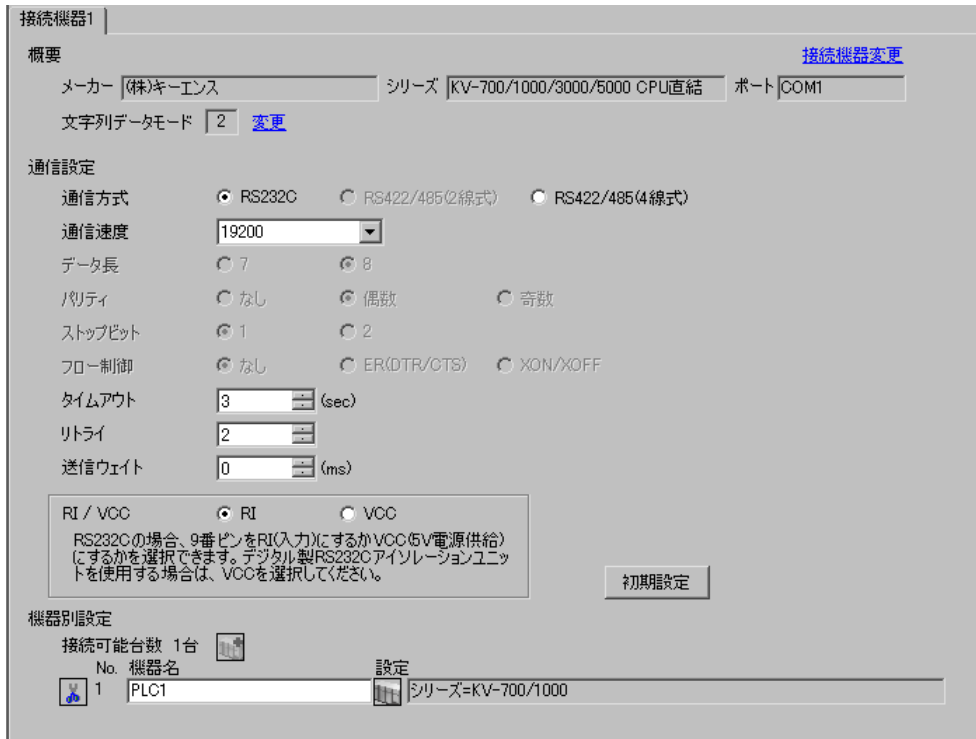 接続機器1
概要 接続機器変更
メーカー (株)キーエンス シリーズ KV-700/1000/3000/5000 CPU直結 ポート COM1
文字列データモード 2 変更
通信設定
通信方式 RS232C RS422/485(2線式) RS422/485(4線式)
通信速度 19200
データ長 7 8
パリティ なし 偶数 奇数
ストップビット 1 2
フロー制御 なし ER(DTR/CTS) XON/XOFF
タイムアウト 3 (sec)
リトライ 2
送信ウェイト 0 (ms)
RI / VCC RI VCC
RS232Cの場合、9番ピンをRI(入力)にするかVCC(5V電源供給)
にするかを選択できます。デジタル製RS232Cアイソレーションユニッ
トを使用する場合は、VCCを選択してください。
初期設定
機器別設定
接続可能台数 1台
No. 機器名 設定
1 PLC1 シリーズ=KV-700/1000